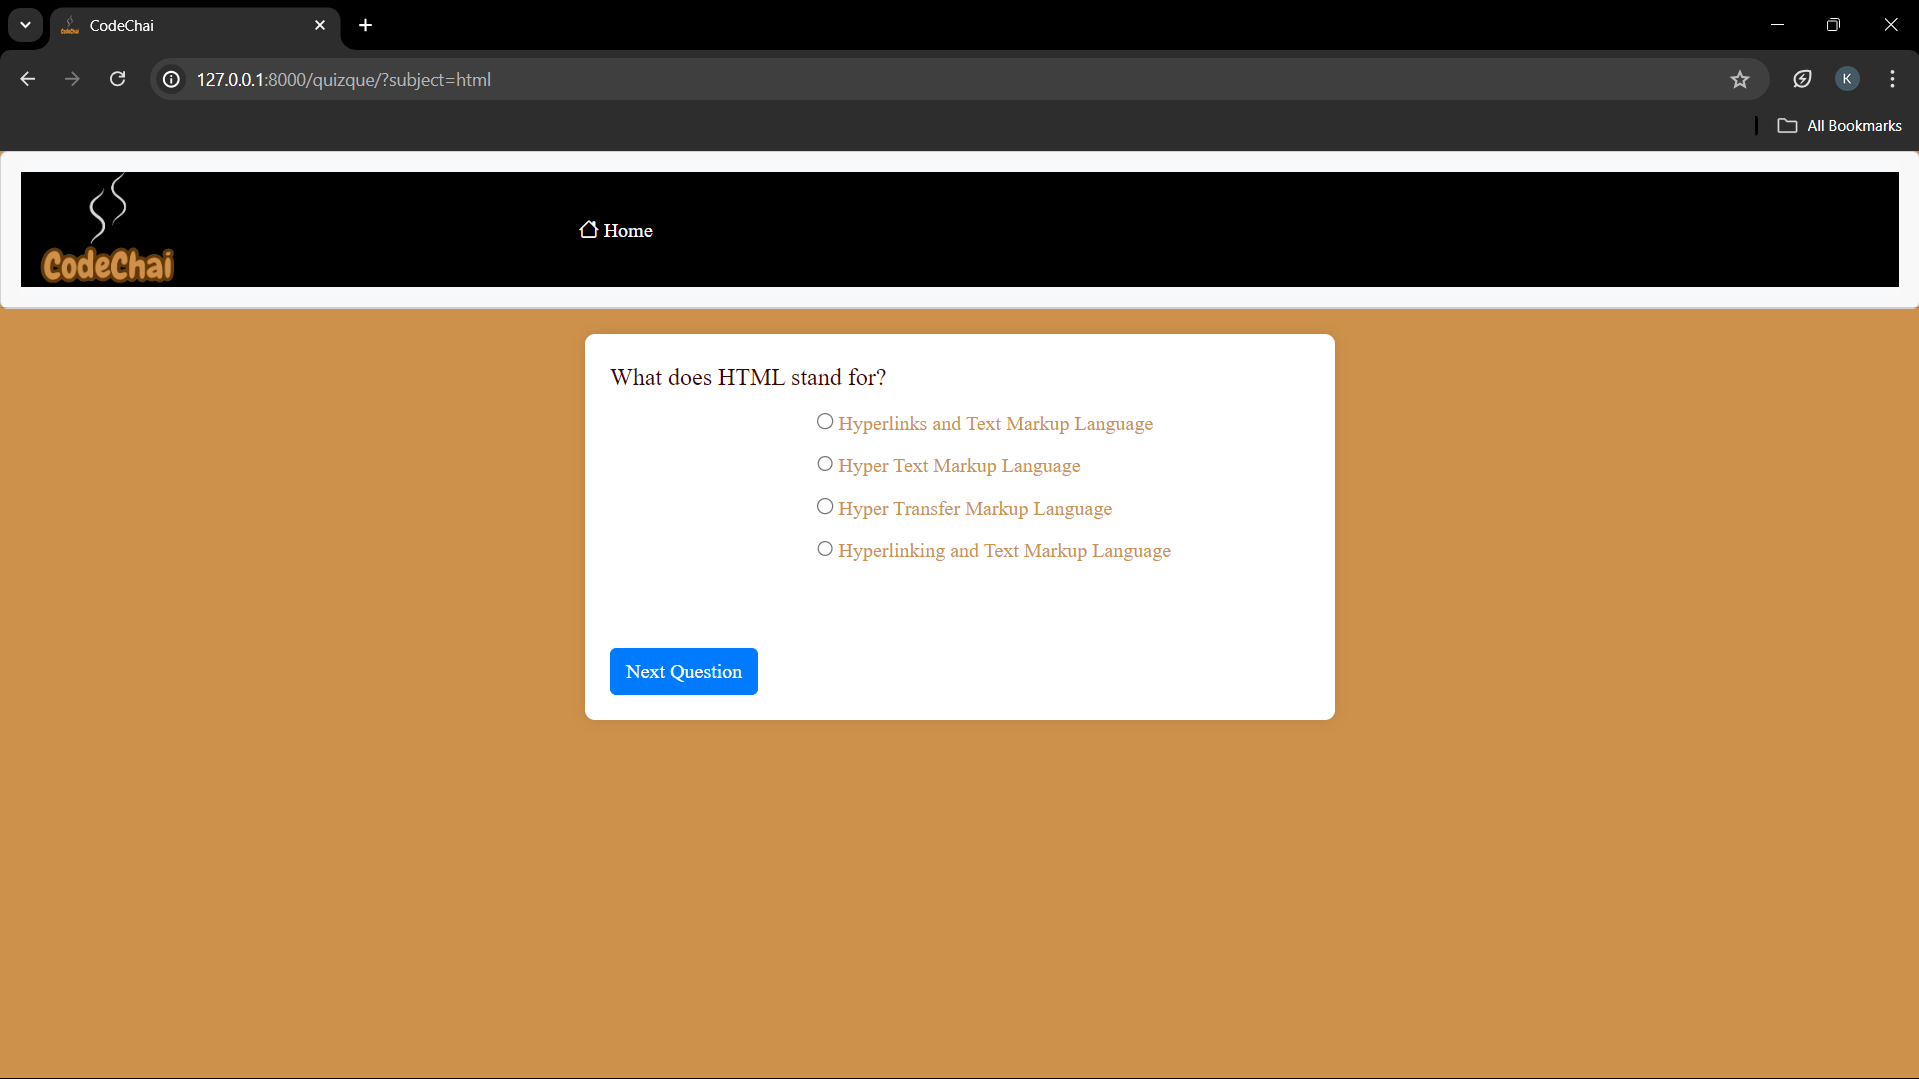 CodeChai
127.0.0.1:8000/quizque/?subject=html
K
All Bookmarks
CodeChai
Home
What does HTML stand for?
Hyperlinks and Text Markup Language
Hyper Text Markup Language
Hyper Transfer Markup Language
Hyperlinking and Text Markup Language
Next Question